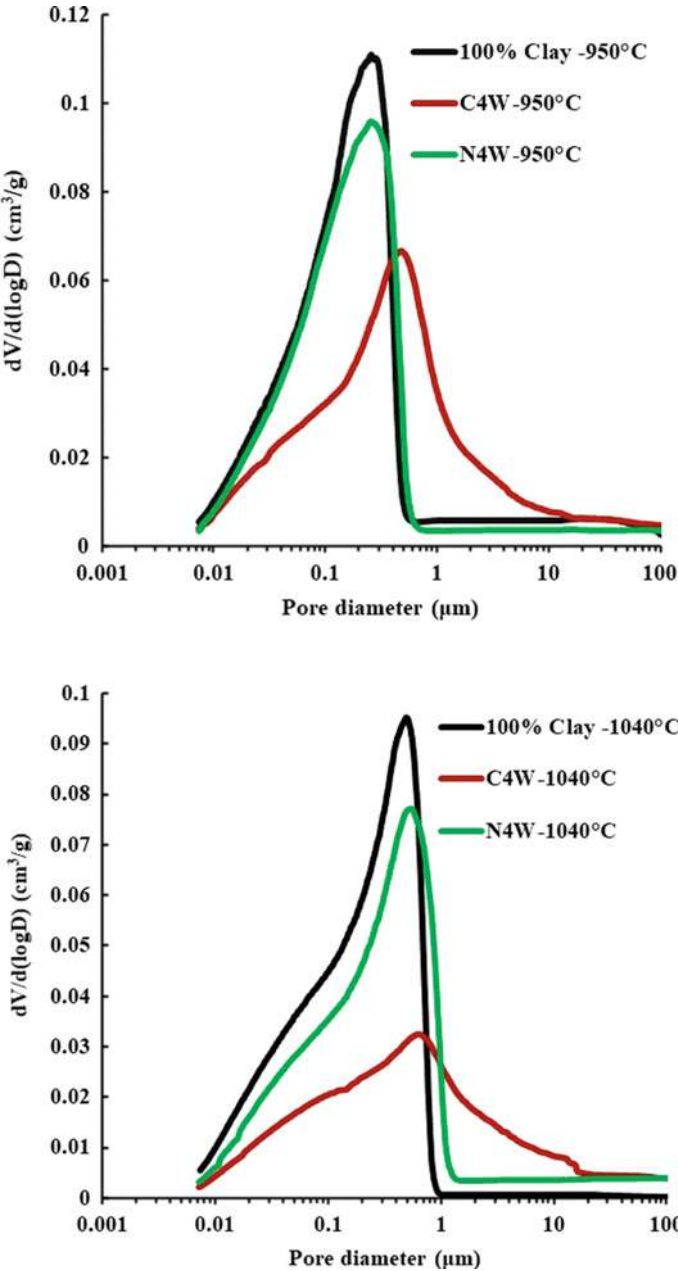 0.12
100% Clay -950°C
0.1
C4W-950°C
N4W-950°C
0.08
dV/d(logD) (cm³/g)
0.06
0.04
0.02
0
0.001 0.01 0.1 1 10 100
Pore diameter (µm)
0.1
100% Clay -1040°C
0.09
C4W-1040°C
0.08
N4W-1040°C
0.07
dV/d(logD) (cm³/g)
0.06
0.05
0.04
0.03
0.02
0.01
0
0.001 0.01 0.1 1 10 100
Pore diameter (µm)